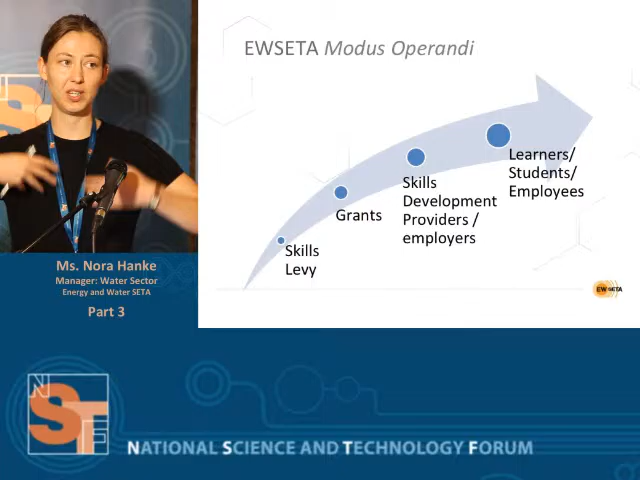 EWSETA Modus Operandi
Learners/
Students/
Employees
Skills
Development
Providers /
employers
Grants
Skills
Levy
EW SETA
Ms. Nora Hanke
Manager: Water Sector
Energy and Water SETA
Part 3
NSTF
NATIONAL SCIENCE AND TECHNOLOGY FORUM